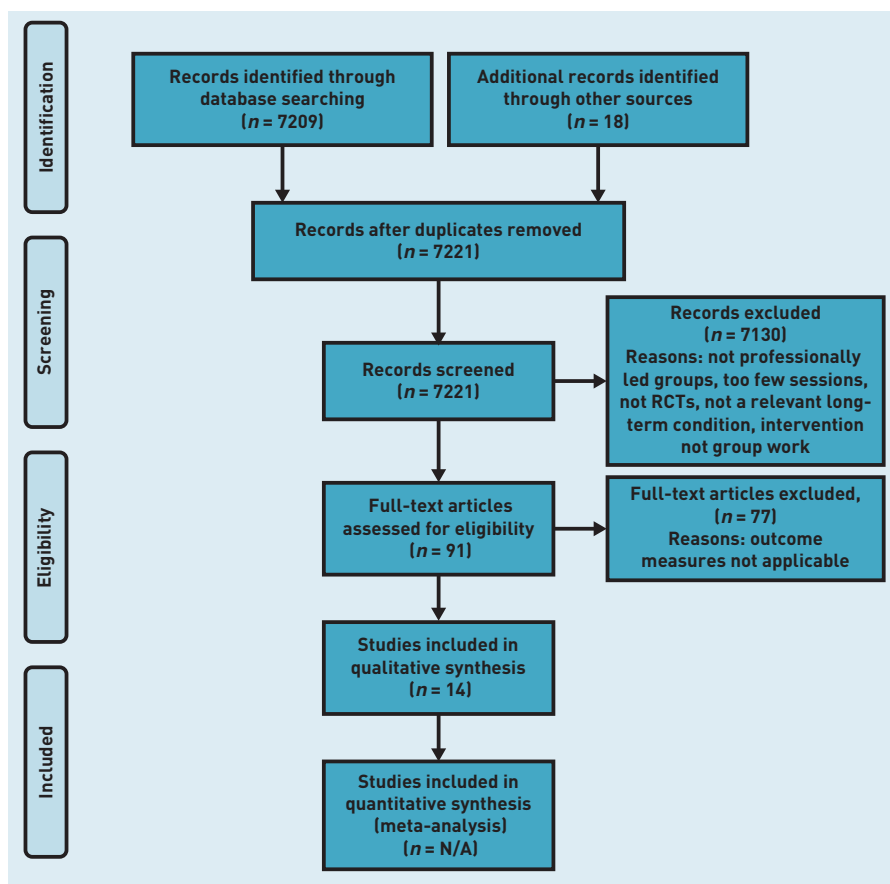 Identification
Records identified through
database searching
(n = 7209)
Additional records identified
through other sources
(n = 18)
Records after duplicates removed
(n = 7221)
Screening
Records screened
(n = 7221)
Records excluded
(n = 7130)
Reasons: not professionally
led groups, too few sessions,
not RCTs, not a relevant long-
term condition, intervention
not group work
Eligibility
Full-text articles
assessed for eligibility
(n = 91)
Full-text articles excluded,
(n = 77)
Reasons: outcome
measures not applicable
Studies included in
qualitative synthesis
(n = 14)
Included
Studies included in
quantitative synthesis
(meta-analysis)
(n = N/A)